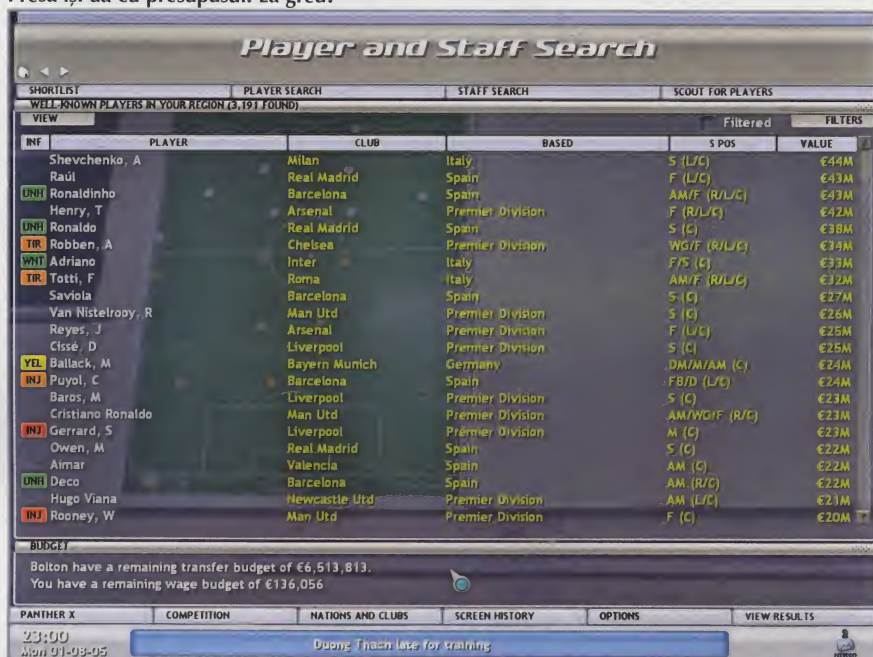 Presa își dă cu presupusul: za greu!
Player and Staff Search
SHORTLIST PLAYER SEARCH STAFF SEARCH SCOUT FOR PLAYERS
WELL-KNOWN PLAYERS IN YOUR REGION (3,191 FOUND)
VIEW Filtered FILTERS
INF PLAYER CLUB BASED S POS VALUE
Shevchenko, A Milan Italy S (L/C) €44M
Raúl Real Madrid Spain F (L/C) €43M
UNH Ronaldinho Barcelona Spain AM/F (R/L/C) €43M
Henry, T Arsenal Premier Division F (R/L/C) €42M
UNH Ronaldo Real Madrid Spain S (C) €38M
TIR Robben, A Chelsea Premier Division WG/F (R/L/C) €34M
WNT Adriano Inter Italy F/S (C) €33M
TIR Totti, F Roma Italy AM/F (R/L/C) €32M
Saviola Barcelona Spain S (C) €27M
Van Nistelrooy, R Man Utd Premier Division S (C) €26M
Reyes, J Arsenal Premier Division F (L/C) €25M
Cissé, D Liverpool Premier Division S (C) €25M
YEL Ballack, M Bayern Munich Germany DM/M/AM (C) €24M
INJ Puyol, C Barcelona Spain FB/D (L/C) €24M
Baros, M Liverpool Premier Division S (C) €23M
Cristiano Ronaldo Man Utd Premier Division AM/WG/F (R/C) €23M
INJ Gerrard, S Liverpool Premier Division M (C) €23M
Owen, M Real Madrid Spain S (C) €22M
Aimar Valencia Spain AM (C) €22M
UNH Deco Barcelona Spain AM (R/C) €22M
Hugo Viana Newcastle Utd Premier Division AM (L/C) €21M
INJ Rooney, W Man Utd Premier Division F (C) €20M
BUDGET
Bolton have a remaining transfer budget of €6,513,813.
You have a remaining wage budget of €136,056
PANTHER X COMPETITION NATIONS AND CLUBS SCREEN HISTORY OPTIONS VIEW RESULTS
23:00
Mon 01-08-05 Duong Thach late for training